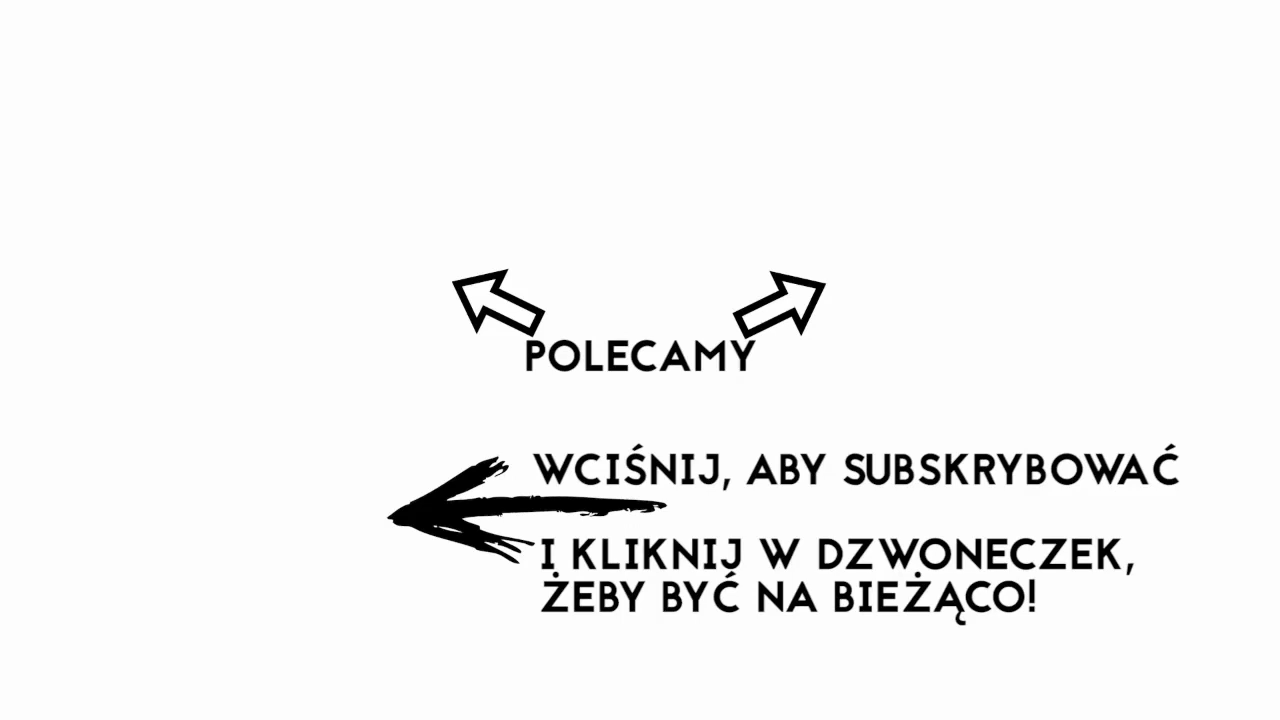 POLECAMY
WCIŚNIJ, ABY SUBSKRYBOWAĆ
I KLIKNIJ W DZWONECZEK,
ŻEBY BYĆ NA BIEŻĄCO!